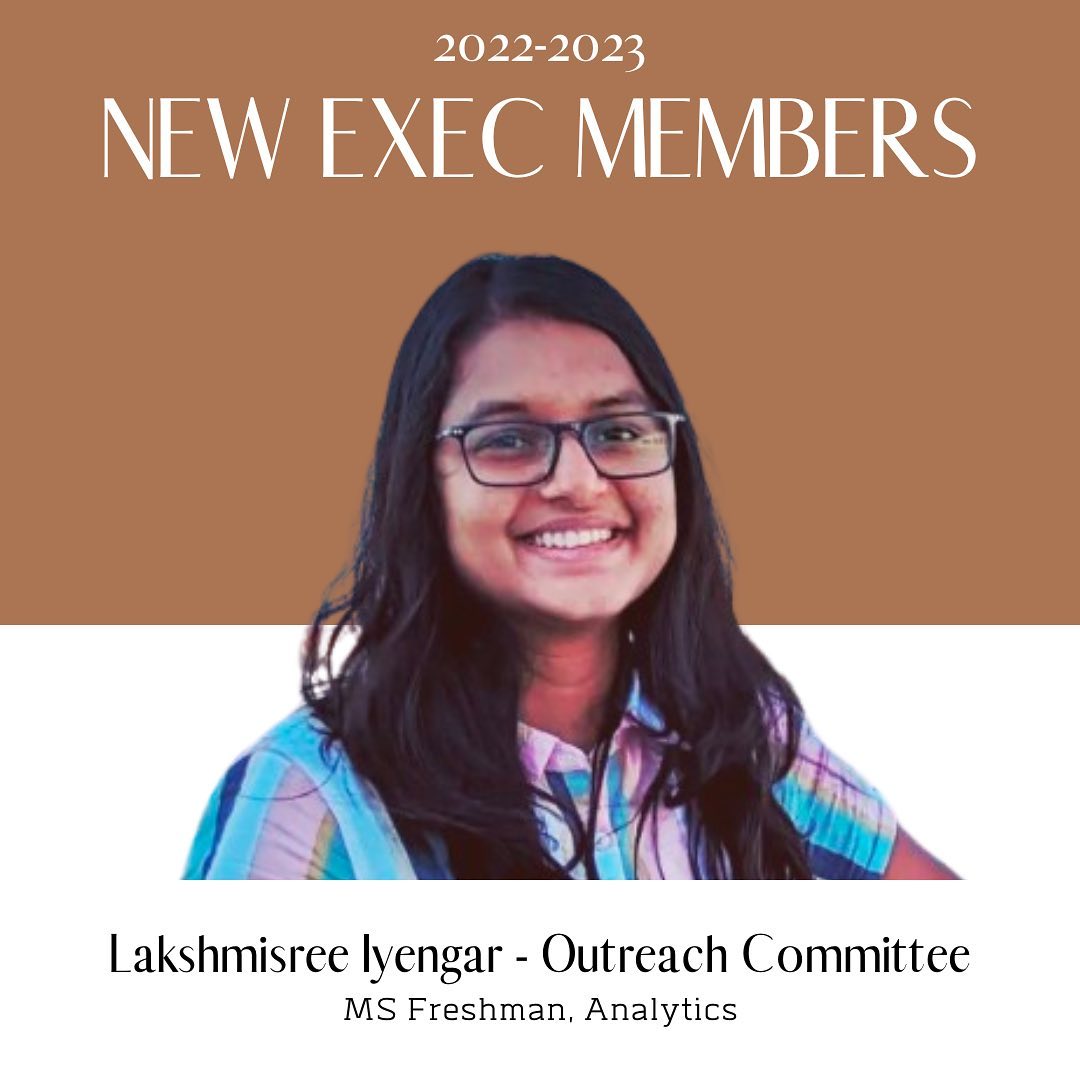 2022-2023
NEW EXEC MEMBERS
Lakshmisree Iyengar - Outreach Committee
MS Freshman, Analytics